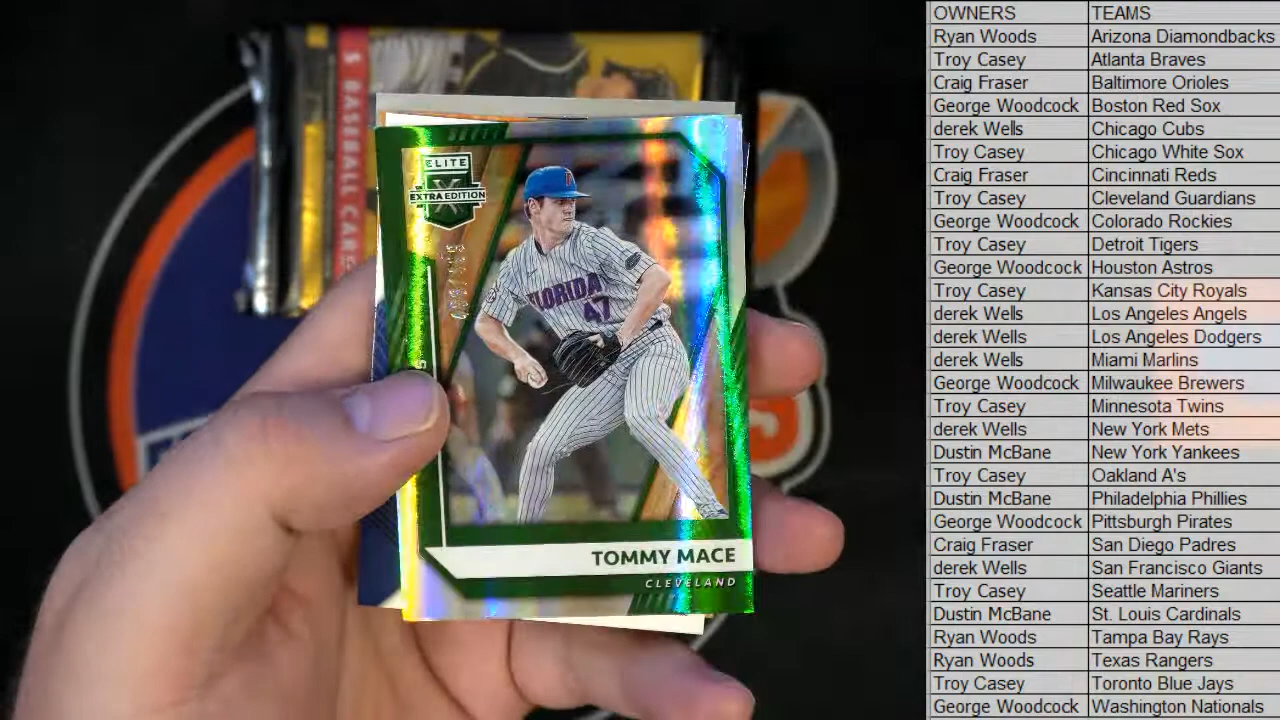 OWNERS TEAMS
Ryan Woods Arizona Diamondbacks
Troy Casey Atlanta Braves
Craig Fraser Baltimore Orioles
George Woodcock Boston Red Sox
derek Wells Chicago Cubs
Troy Casey Chicago White Sox
Craig Fraser Cincinnati Reds
Troy Casey Cleveland Guardians
George Woodcock Colorado Rockies
Troy Casey Detroit Tigers
George Woodcock Houston Astros
Troy Casey Kansas City Royals
derek Wells Los Angeles Angels
derek Wells Los Angeles Dodgers
derek Wells Miami Marlins
George Woodcock Milwaukee Brewers
Troy Casey Minnesota Twins
derek Wells New York Mets
Dustin McBane New York Yankees
Troy Casey Oakland A's
Dustin McBane Philadelphia Phillies
George Woodcock Pittsburgh Pirates
Craig Fraser San Diego Padres
derek Wells San Francisco Giants
Troy Casey Seattle Mariners
Dustin McBane St. Louis Cardinals
Ryan Woods Tampa Bay Rays
Ryan Woods Texas Rangers
Troy Casey Toronto Blue Jays
George Woodcock Washington Nationals
BASEBALL CARDS
ELITE
EXTRA EDITION
FLORIDA
47
TOMMY MACE
CLEVELAND